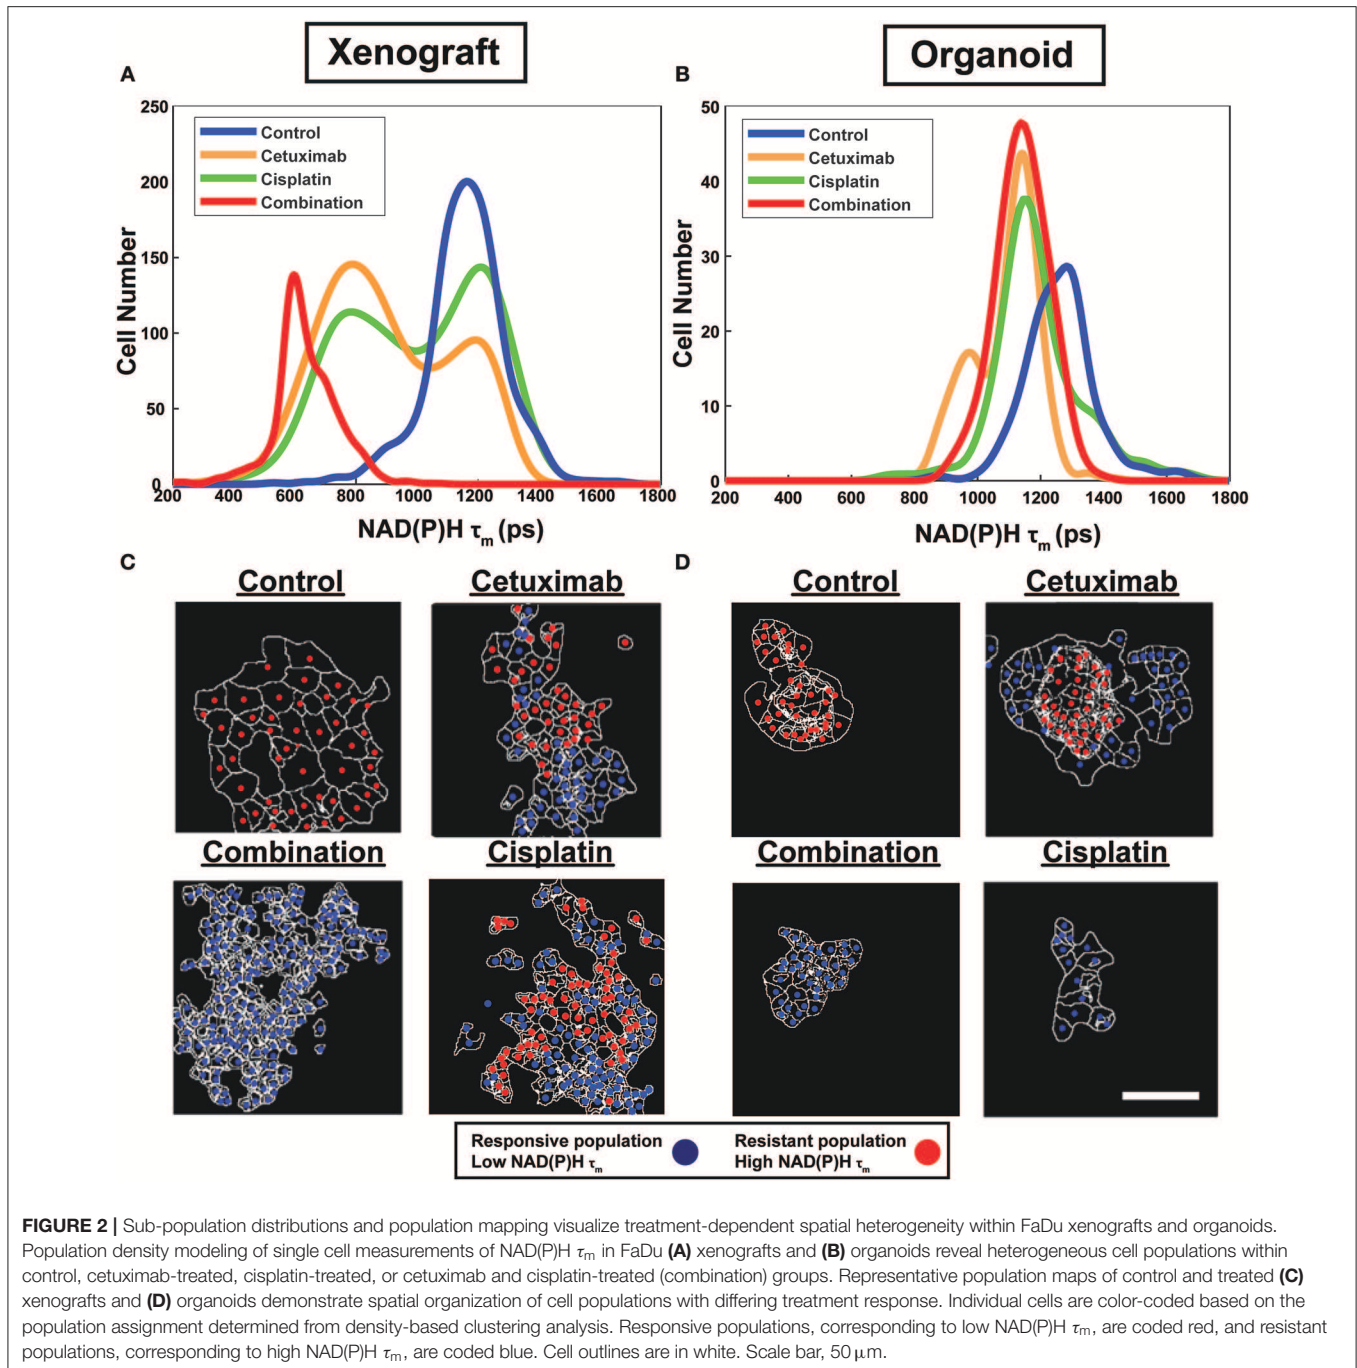 Xenograft
Organoid
A
B
250
200
150
100
50
0
Cell Number
Control
Cetuximab
Cisplatin
Combination
200 400 600 800 1000 1200 1400 1600 1800
NAD(P)H τm (ps)
50
40
30
20
10
0
Cell Number
Control
Cetuximab
Cisplatin
Combination
200 400 600 800 1000 1200 1400 1600 1800
NAD(P)H τm (ps)
C
D
Control
Cetuximab
Control
Cetuximab
Combination
Cisplatin
Combination
Cisplatin
Responsive population
Low NAD(P)H τm
Resistant population
High NAD(P)H τm
FIGURE 2 | Sub-population distributions and population mapping visualize treatment-dependent spatial heterogeneity within FaDu xenografts and organoids.
Population density modeling of single cell measurements of NAD(P)H τm in FaDu (A) xenografts and (B) organoids reveal heterogeneous cell populations within
control, cetuximab-treated, cisplatin-treated, or cetuximab and cisplatin-treated (combination) groups. Representative population maps of control and treated (C)
xenografts and (D) organoids demonstrate spatial organization of cell populations with differing treatment response. Individual cells are color-coded based on the
population assignment determined from density-based clustering analysis. Responsive populations, corresponding to low NAD(P)H τm, are coded red, and resistant
populations, corresponding to high NAD(P)H τm, are coded blue. Cell outlines are in white. Scale bar, 50 μm.